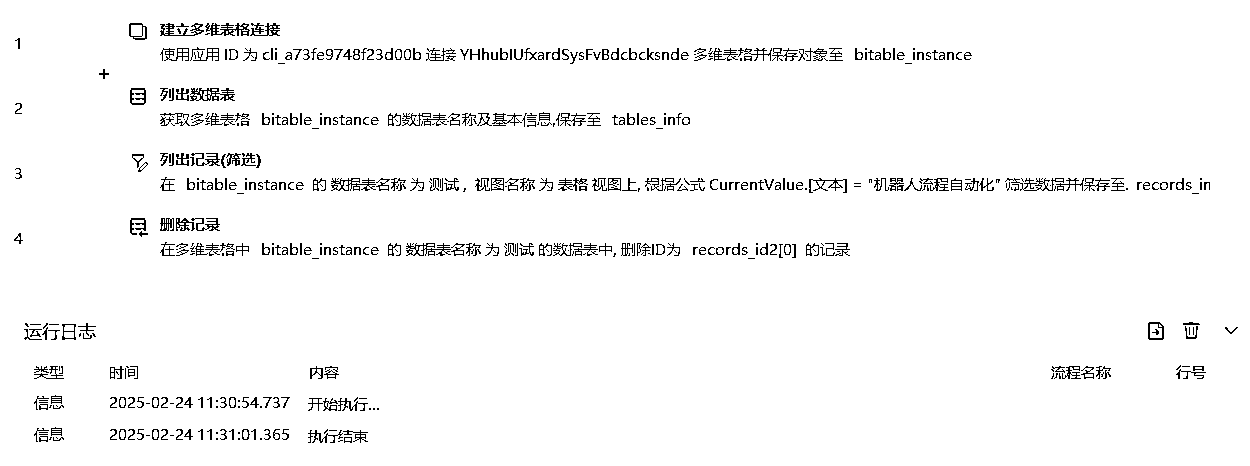 1
建立多维表格连接
使用应用 ID 为 cli_a73fe9748f23d00b 连接 YHhubIUfxardSysFvBdcbcksnde 多维表格并保存对象至 bitable_instance
+
2
列出数据表
获取多维表格 bitable_instance 的数据表名称及基本信息,保存至 tables_info
3
列出记录(筛选)
在 bitable_instance 的 数据表名称 为 测试 , 视图名称 为 表格 视图上, 根据公式 CurrentValue.[文本] = "机器人流程自动化" 筛选数据并保存至. records_in
4
删除记录
在多维表格中 bitable_instance 的 数据表名称 为 测试 的数据表中, 删除ID为 records_id2[0] 的记录
运行日志
类型 时间 内容 流程名称 行号
信息 2025-02-24 11:30:54.737 开始执行...
信息 2025-02-24 11:31:01.365 执行结束